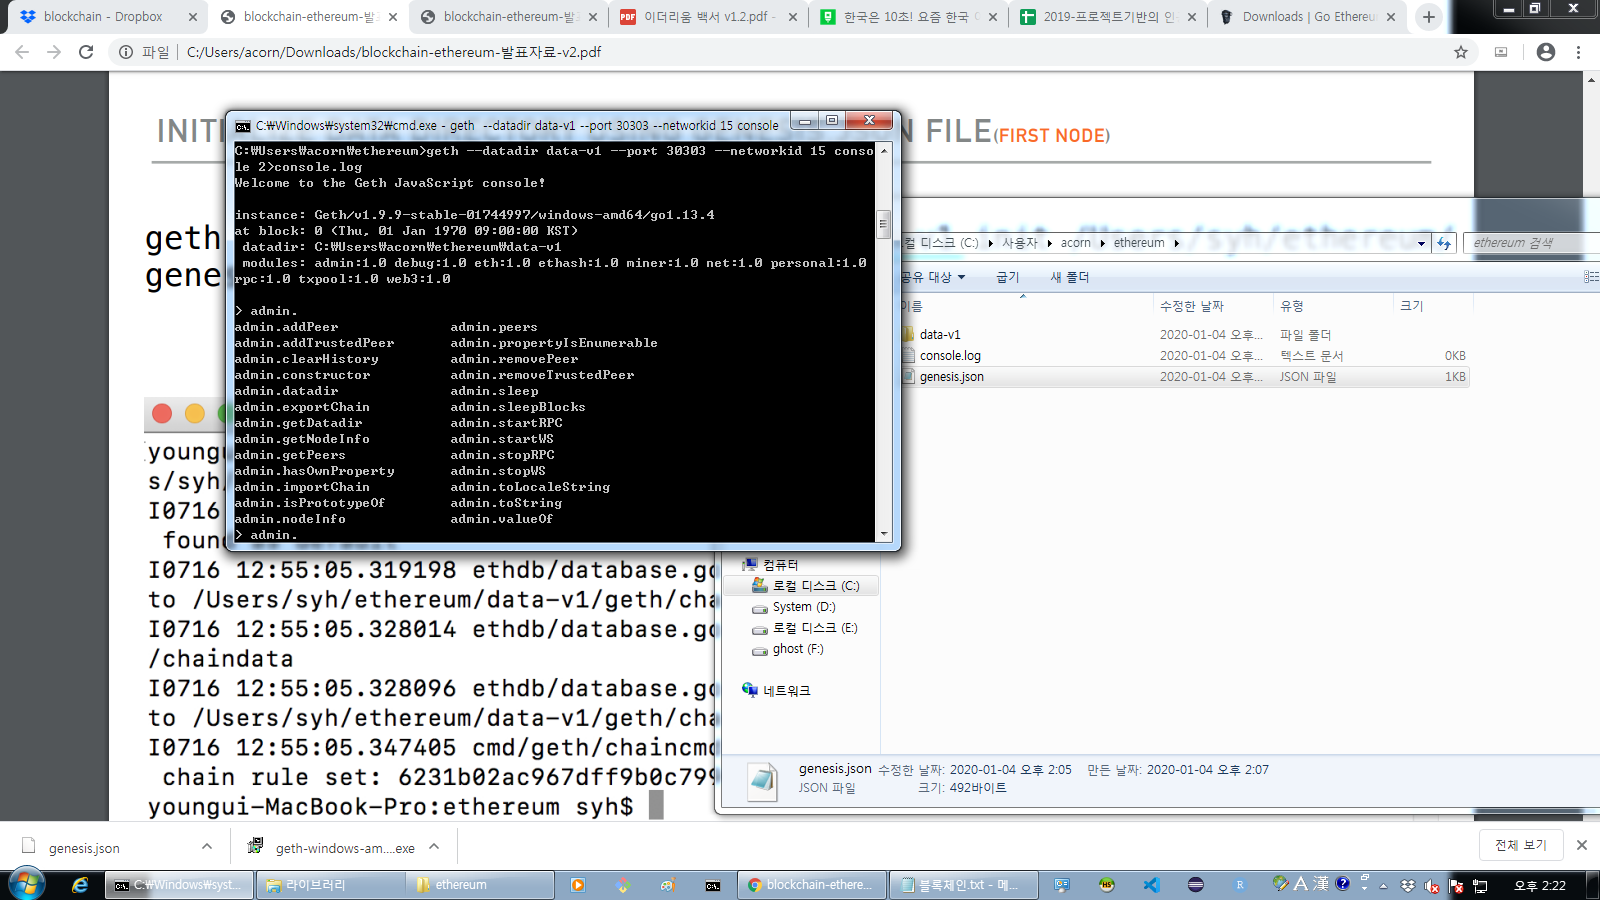 blockchain - Dropbox
blockchain-ethereum-발표
blockchain-ethereum-발표
이더리움 백서 v1.2.pdf -
한국은 10초! 요즘 한국
2019-프로젝트기반의 인
Downloads | Go Ethereu
파일
C:/Users/acorn/Downloads/blockchain-ethereum-발표자료-v2.pdf
FILE(FIRST NODE)
geth
gene
C:₩Windows₩system32₩cmd.exe - geth --datadir data-v1 --port 30303 --networkid 15 console
C:₩Users₩acorn₩ethereum>geth --datadir data-v1 --port 30303 --networkid 15 conso
le 2>console.log
Welcome to the Geth JavaScript console!
instance: Geth/v1.9.9-stable-01744997/windows-amd64/go1.13.4
at block: 0 (Thu, 01 Jan 1970 09:00:00 KST)
datadir: C:₩Users₩acorn₩ethereum₩data-v1
modules: admin:1.0 debug:1.0 eth:1.0 ethash:1.0 miner:1.0 net:1.0 personal:1.0
rpc:1.0 txpool:1.0 web3:1.0
> admin.
admin.addPeer admin.peers
admin.addTrustedPeer admin.propertyIsEnumerable
admin.clearHistory admin.removePeer
admin.constructor admin.removeTrustedPeer
admin.datadir admin.sleep
admin.exportChain admin.sleepBlocks
admin.getDatadir admin.startRPC
admin.getNodeInfo admin.startWS
admin.getPeers admin.stopRPC
admin.hasOwnProperty admin.stopWS
admin.importChain admin.toLocaleString
admin.isPrototypeOf admin.toString
admin.nodeInfo admin.valueOf
> admin.
컬 디스크 (C:) 사용자 acorn ethereum
ethereum 검색
공유 대상 굽기 새 폴더
이름 수정한 날짜 유형 크기
data-v1 2020-01-04 오후... 파일 폴더
console.log 2020-01-04 오후... 텍스트 문서 0KB
genesis.json 2020-01-04 오후... JSON 파일 1KB
컴퓨터
로컬 디스크 (C:)
System (D:)
로컬 디스크 (E:)
ghost (F:)
네트워크
genesis.json 수정한 날짜: 2020-01-04 오후 2:05 만든 날짜: 2020-01-04 오후 2:07
JSON 파일 크기: 492바이트
youngu
s/syh/
I0716
I0716 12:55:05.319198 ethdb/database.go
to /Users/syh/ethereum/data-v1/geth/cha
I0716 12:55:05.328014 ethdb/database.go
/chaindata
I0716 12:55:05.328096 ethdb/database.go
to /Users/syh/ethereum/data-v1/geth/cha
I0716 12:55:05.347405 cmd/geth/chaincmd
chain rule set: 6231b02ac967dff9b0c799
youngui-MacBook-Pro:ethereum syh$
genesis.json
geth-windows-am....exe
전체 보기
C:₩Windows₩syst...
라이브러리
ethereum
blockchain-ethere...
블록체인.txt - 메...
A 漢
오후 2:22